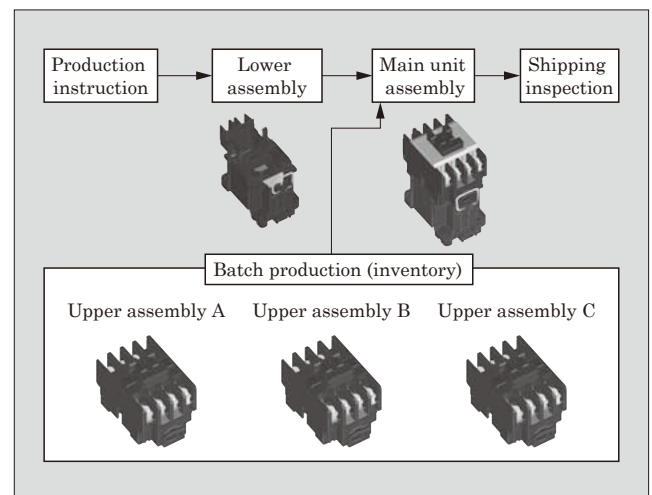 Production
instruction
Lower
assembly
Main unit
assembly
Shipping
inspection
Batch production (inventory)
Upper assembly A
Upper assembly B
Upper assembly C